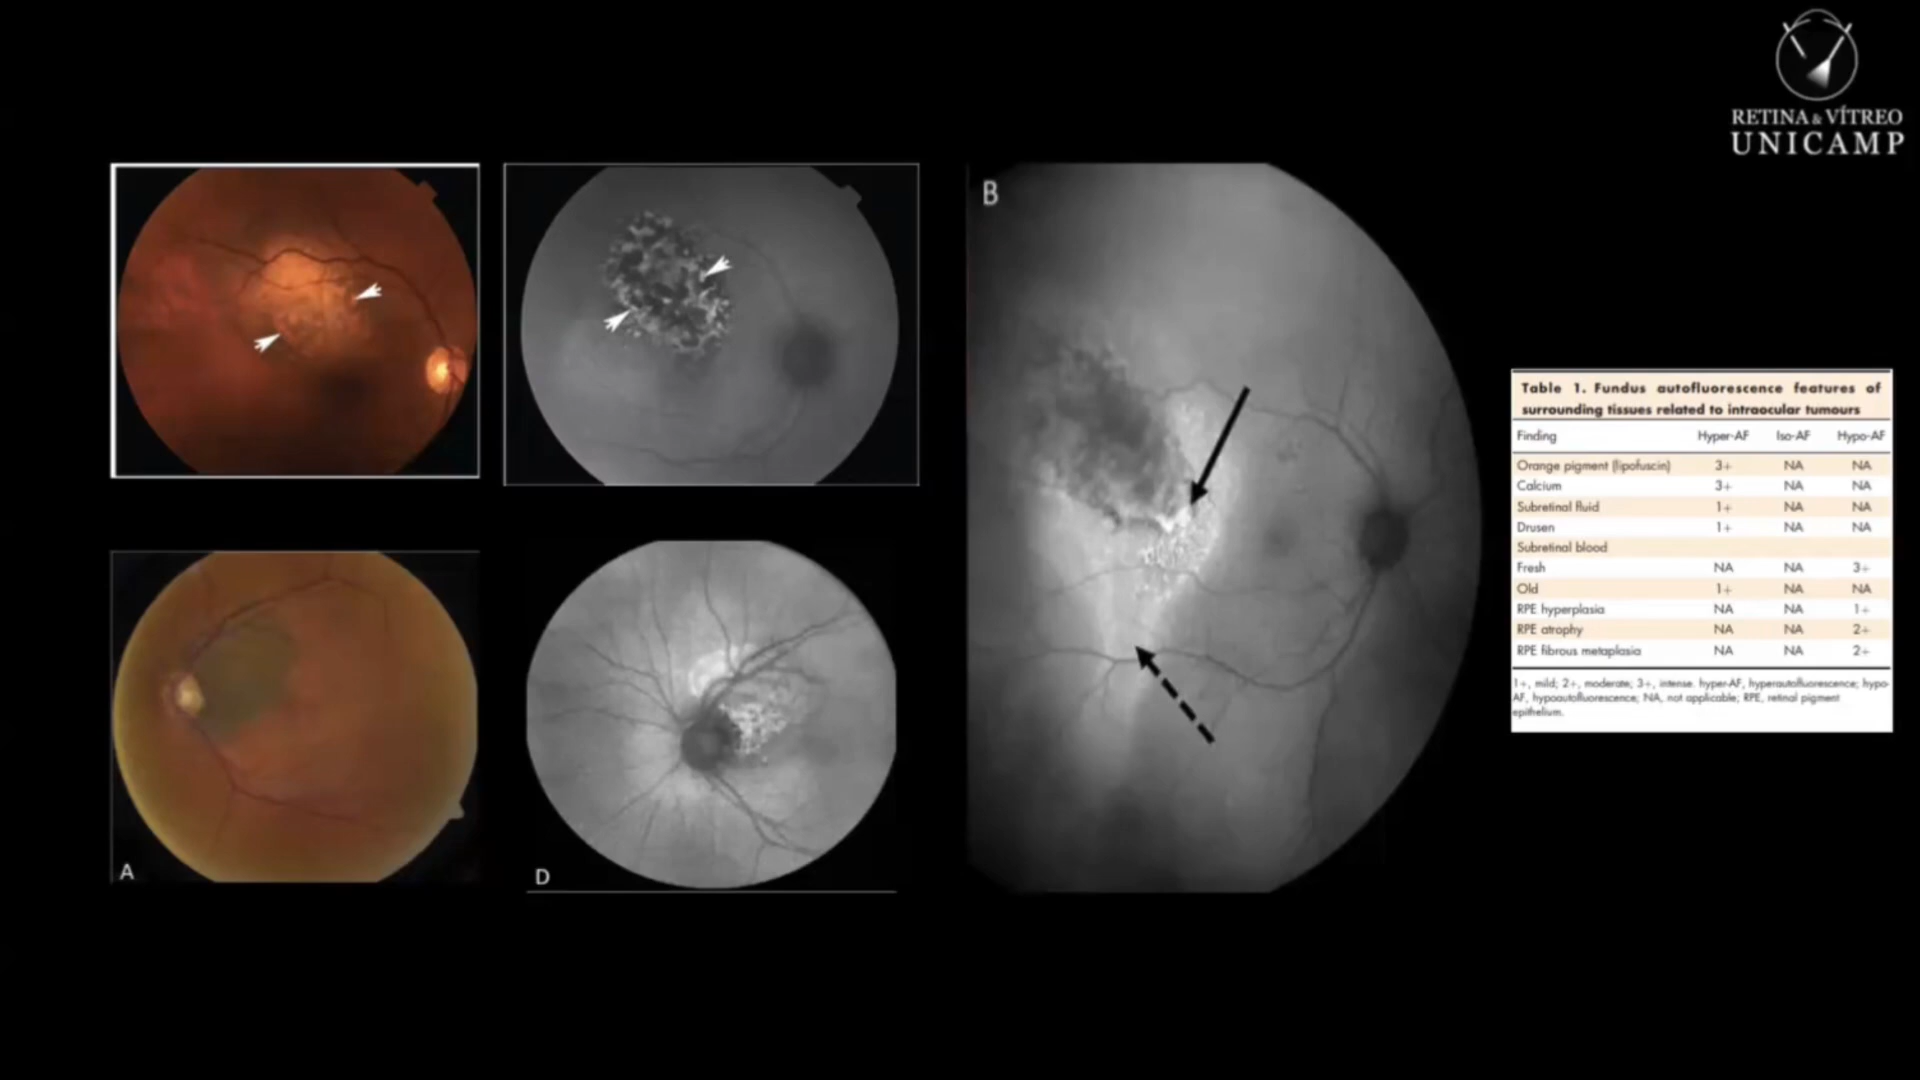 RETINA & VÍTREO
UNICAMP
B
A
D
Table 1. Fundus autofluorescence features of
surrounding tissues related to intraocular tumours
Finding Hyper-AF Iso-AF Hypo-AF
Orange pigment (lipofuscin) 3+ NA NA
Calcium 3+ NA NA
Subretinal fluid 1+ NA NA
Drusen 1+ NA NA
Subretinal blood
Fresh NA NA 3+
Old 1+ NA NA
RPE hyperplasia NA NA 1+
RPE atrophy NA NA 2+
RPE fibrous metaplasia NA NA 2+
1+, mild; 2+, moderate; 3+, intense. hyper-AF, hyperautofluorescence; hypo-
AF, hypoautofluorescence; NA, not applicable; RPE, retinal pigment
epithelium.